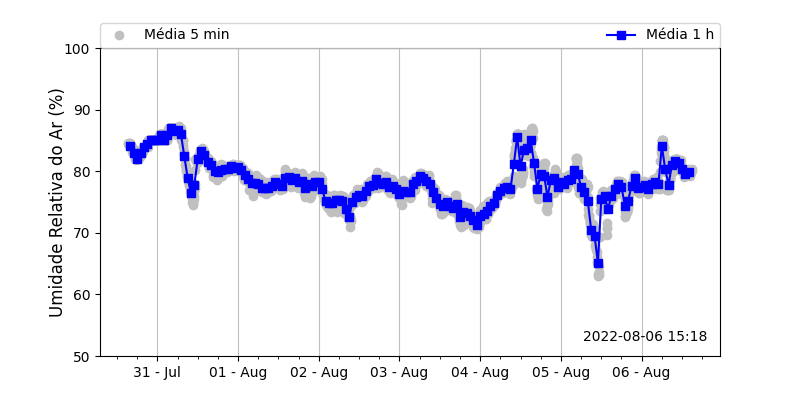 Média 5 min
Média 1 h
Umidade Relativa do Ar (%)
100
90
80
70
60
50
2022-08-06 15:18
31 - Jul
01 - Aug
02 - Aug
03 - Aug
04 - Aug
05 - Aug
06 - Aug